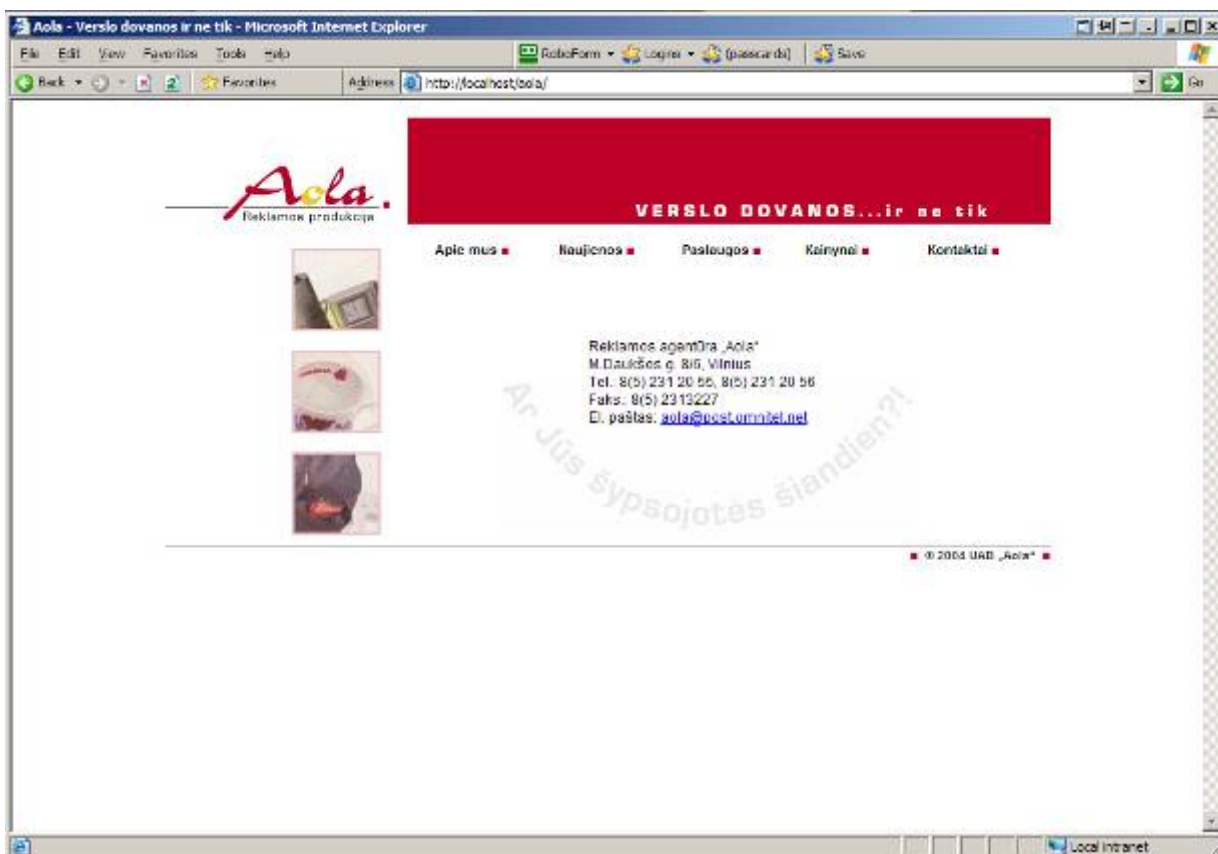 Aola - Verslo dovanos ir ne tik - Microsoft Internet Explorer
File Edit View Favorites Tools Help
RoboForm Logins (passcards) Save
Back Favorites Address http://localhost/aola/ Go
Aola.
Reklamos produkcija
VERSLO DOVANOS...ir ne tik
Apie mus Naujienos Paslaugos Kainynai Kontaktai
Reklamos agentūra „Aola“
M.Daukšos g. 8/6, Vilnius
Tel.: 8(5) 231 20 55, 8(5) 231 20 56
Faks.: 8(5) 2313227
El. paštas: aola@post.omnitel.net
Ar Jūs šypsojotės šiandien?!
© 2004 UAB „Aola“
Local intranet